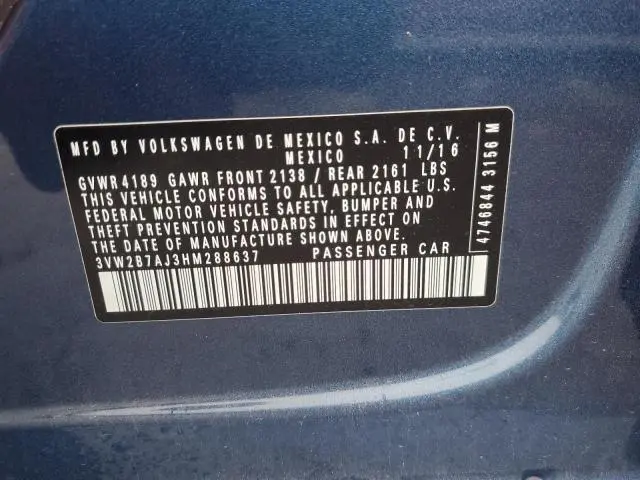 MFD BY VOLKSWAGEN DE MEXICO S.A. DE C.V.
MEXICO 11/16
GVWR 4189 GAWR FRONT 2138 / REAR 2161 LBS
THIS VEHICLE CONFORMS TO ALL APPLICABLE U.S.
FEDERAL MOTOR VEHICLE SAFETY, BUMPER AND
THEFT PREVENTION STANDARDS IN EFFECT ON
THE DATE OF MANUFACTURE SHOWN ABOVE.
3VW2B7AJ3HM288637 PASSENGER CAR
4746844 3156 M